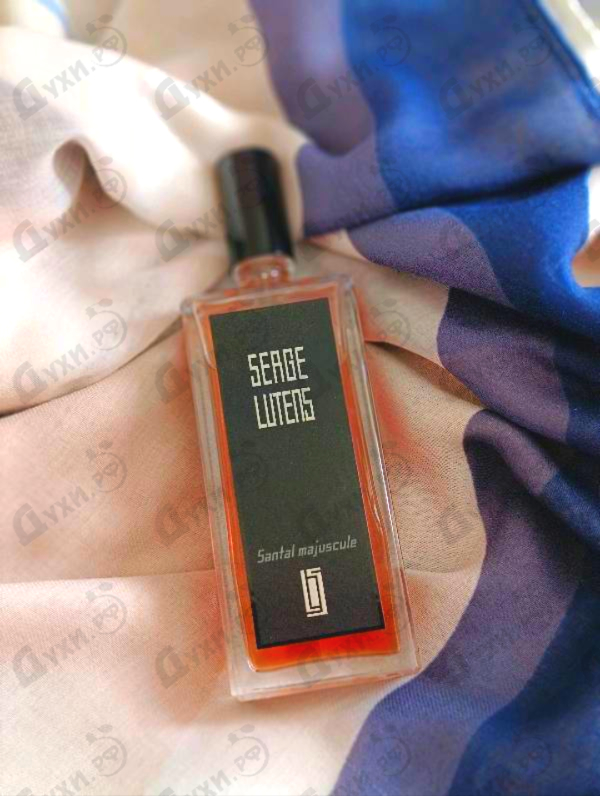 SERGE
LUTENS
Santal majuscule
Духи.РФ